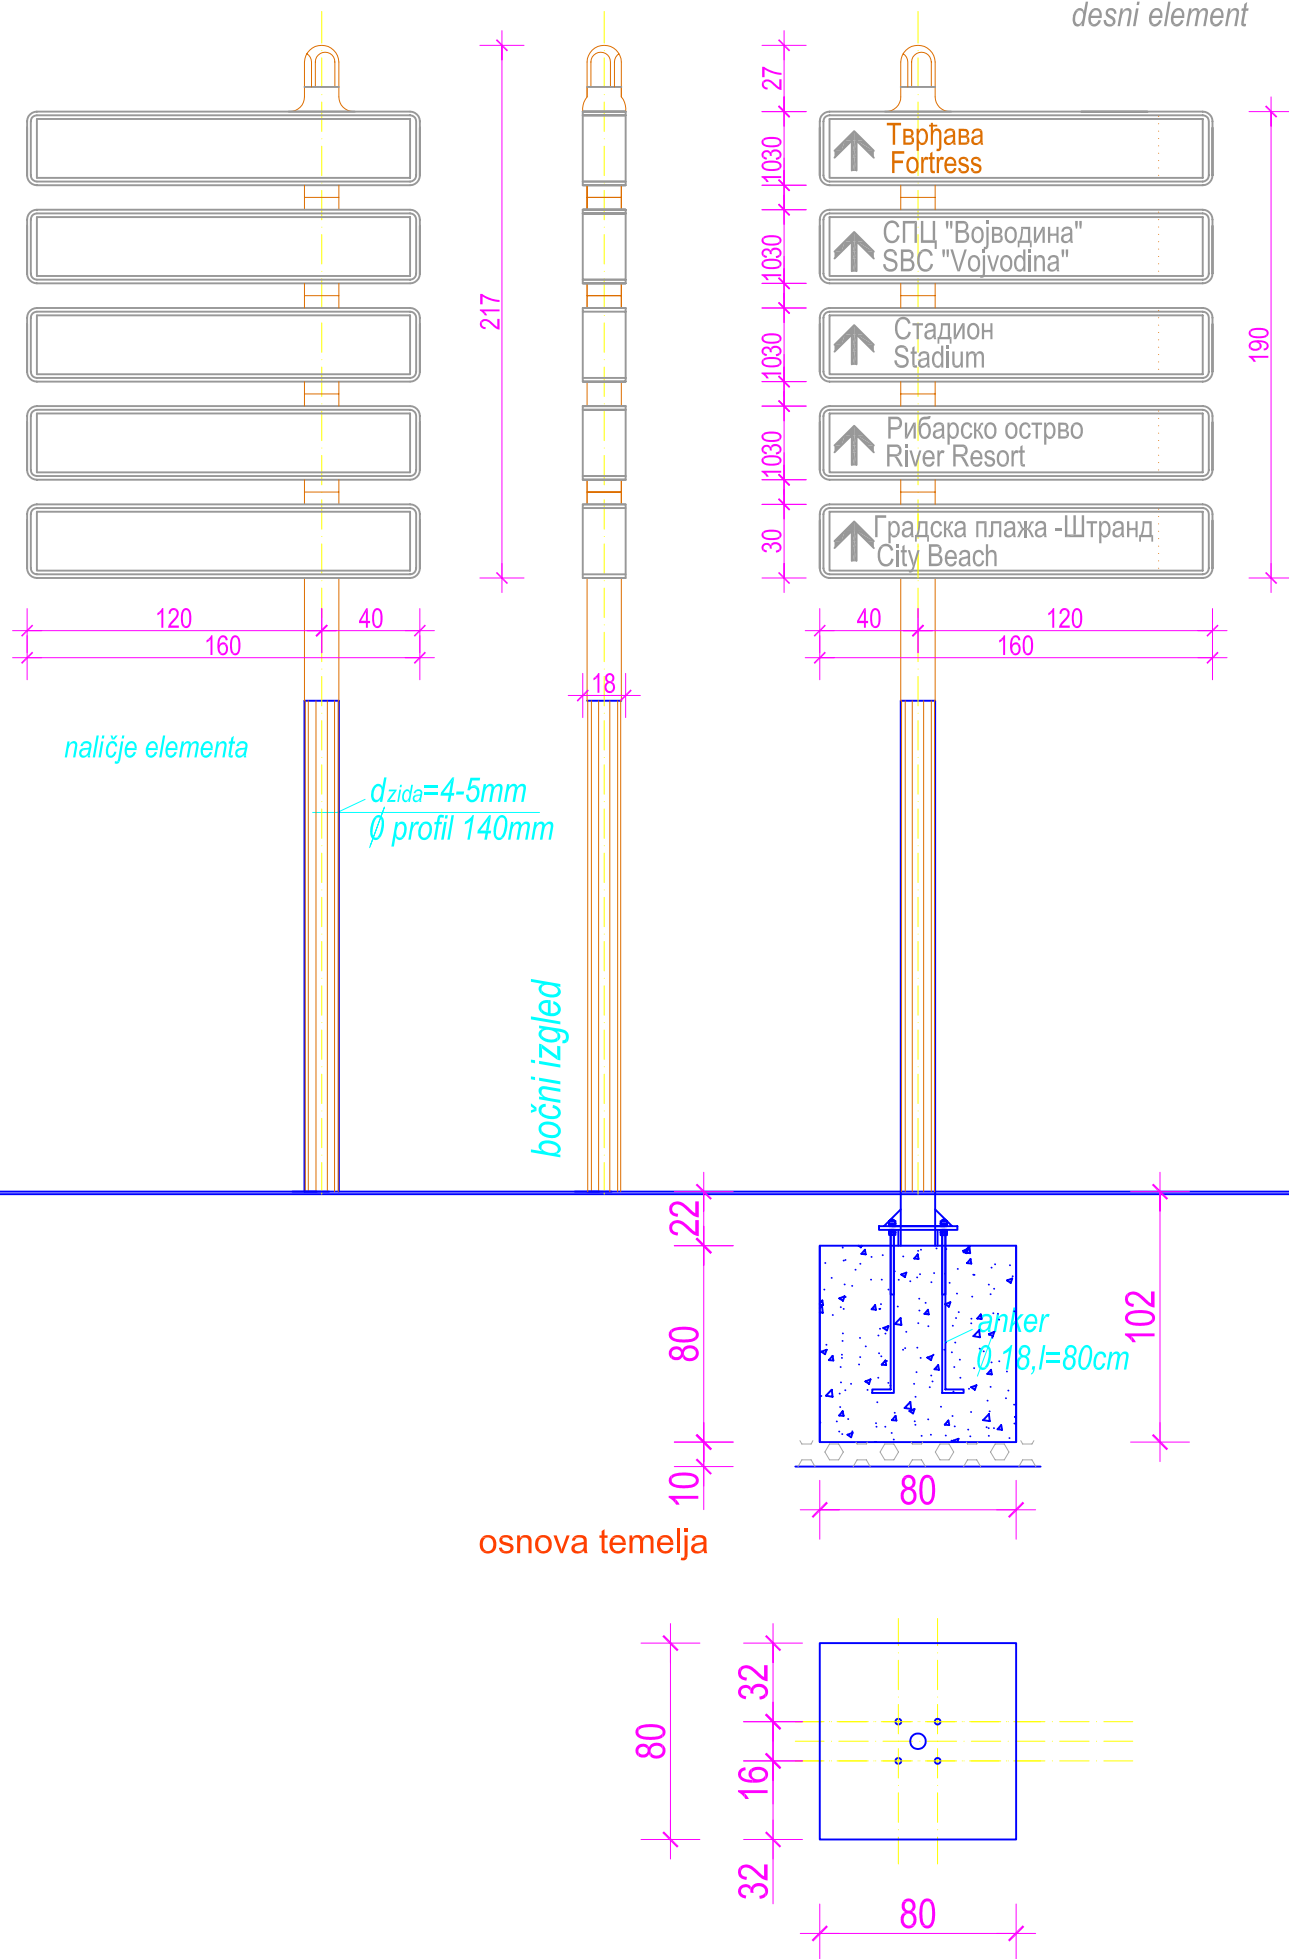 desni element
27
1030
1030
1030
1030
30
217
190
Тврђава
Fortress
СПЦ "Војводина"
SBC "Vojvodina"
Стадион
Stadium
Рибарско острво
River Resort
Градска плажа -Штранд
City Beach
120
40
160
18
40
120
160
naličje elementa
dzida=4-5mm
Ø profil 140mm
bočni izgled
22
80
10
102
anker
Ø 18,l=80cm
80
osnova temelja
80
32
16
32
80